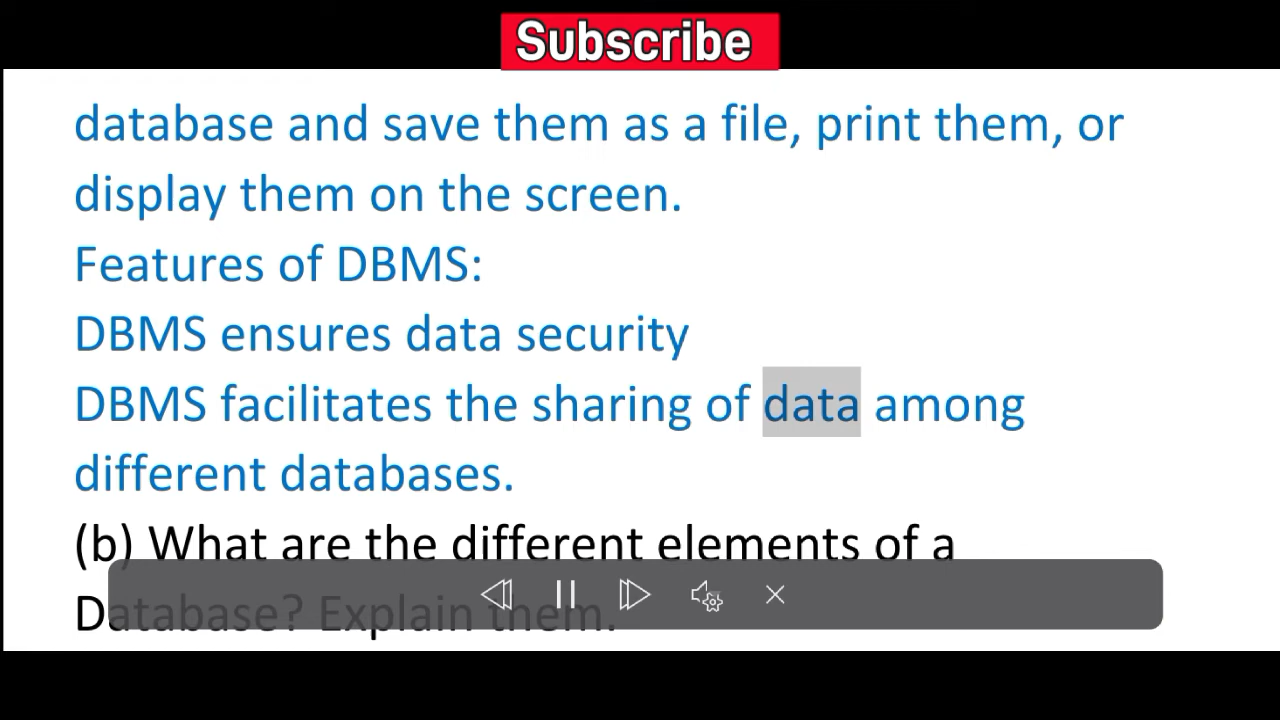 Subscribe
database and save them as a file, print them, or
display them on the screen.
Features of DBMS:
DBMS ensures data security
DBMS facilitates the sharing of data among
different databases.
(b) What are the different elements of a
Database? Explain them.